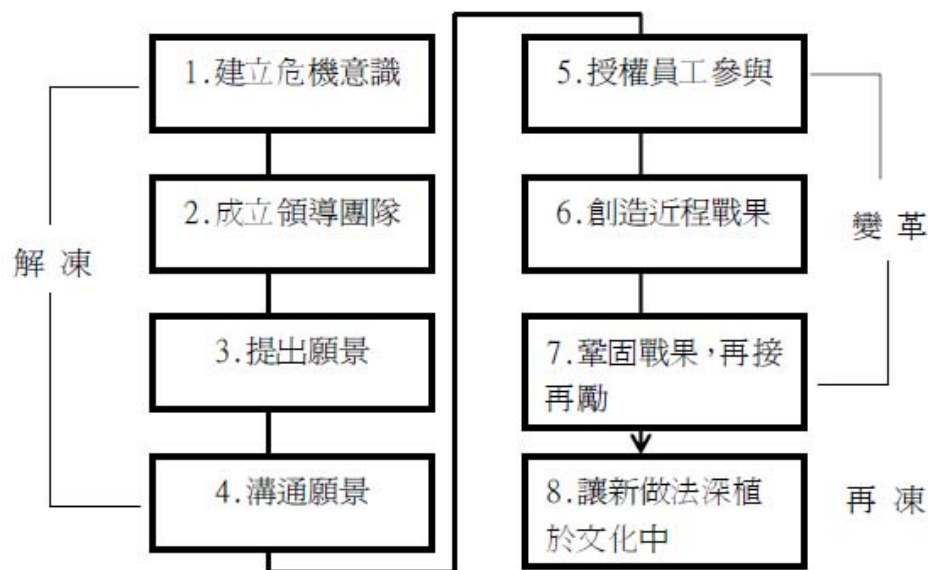 解凍
1.建立危機意識
2.成立領導團隊
3.提出願景
4.溝通願景
5.授權員工參與
6.創造近程戰果
7.鞏固戰果，再接
再勵
8.讓新做法深植
於文化中
變革
再凍